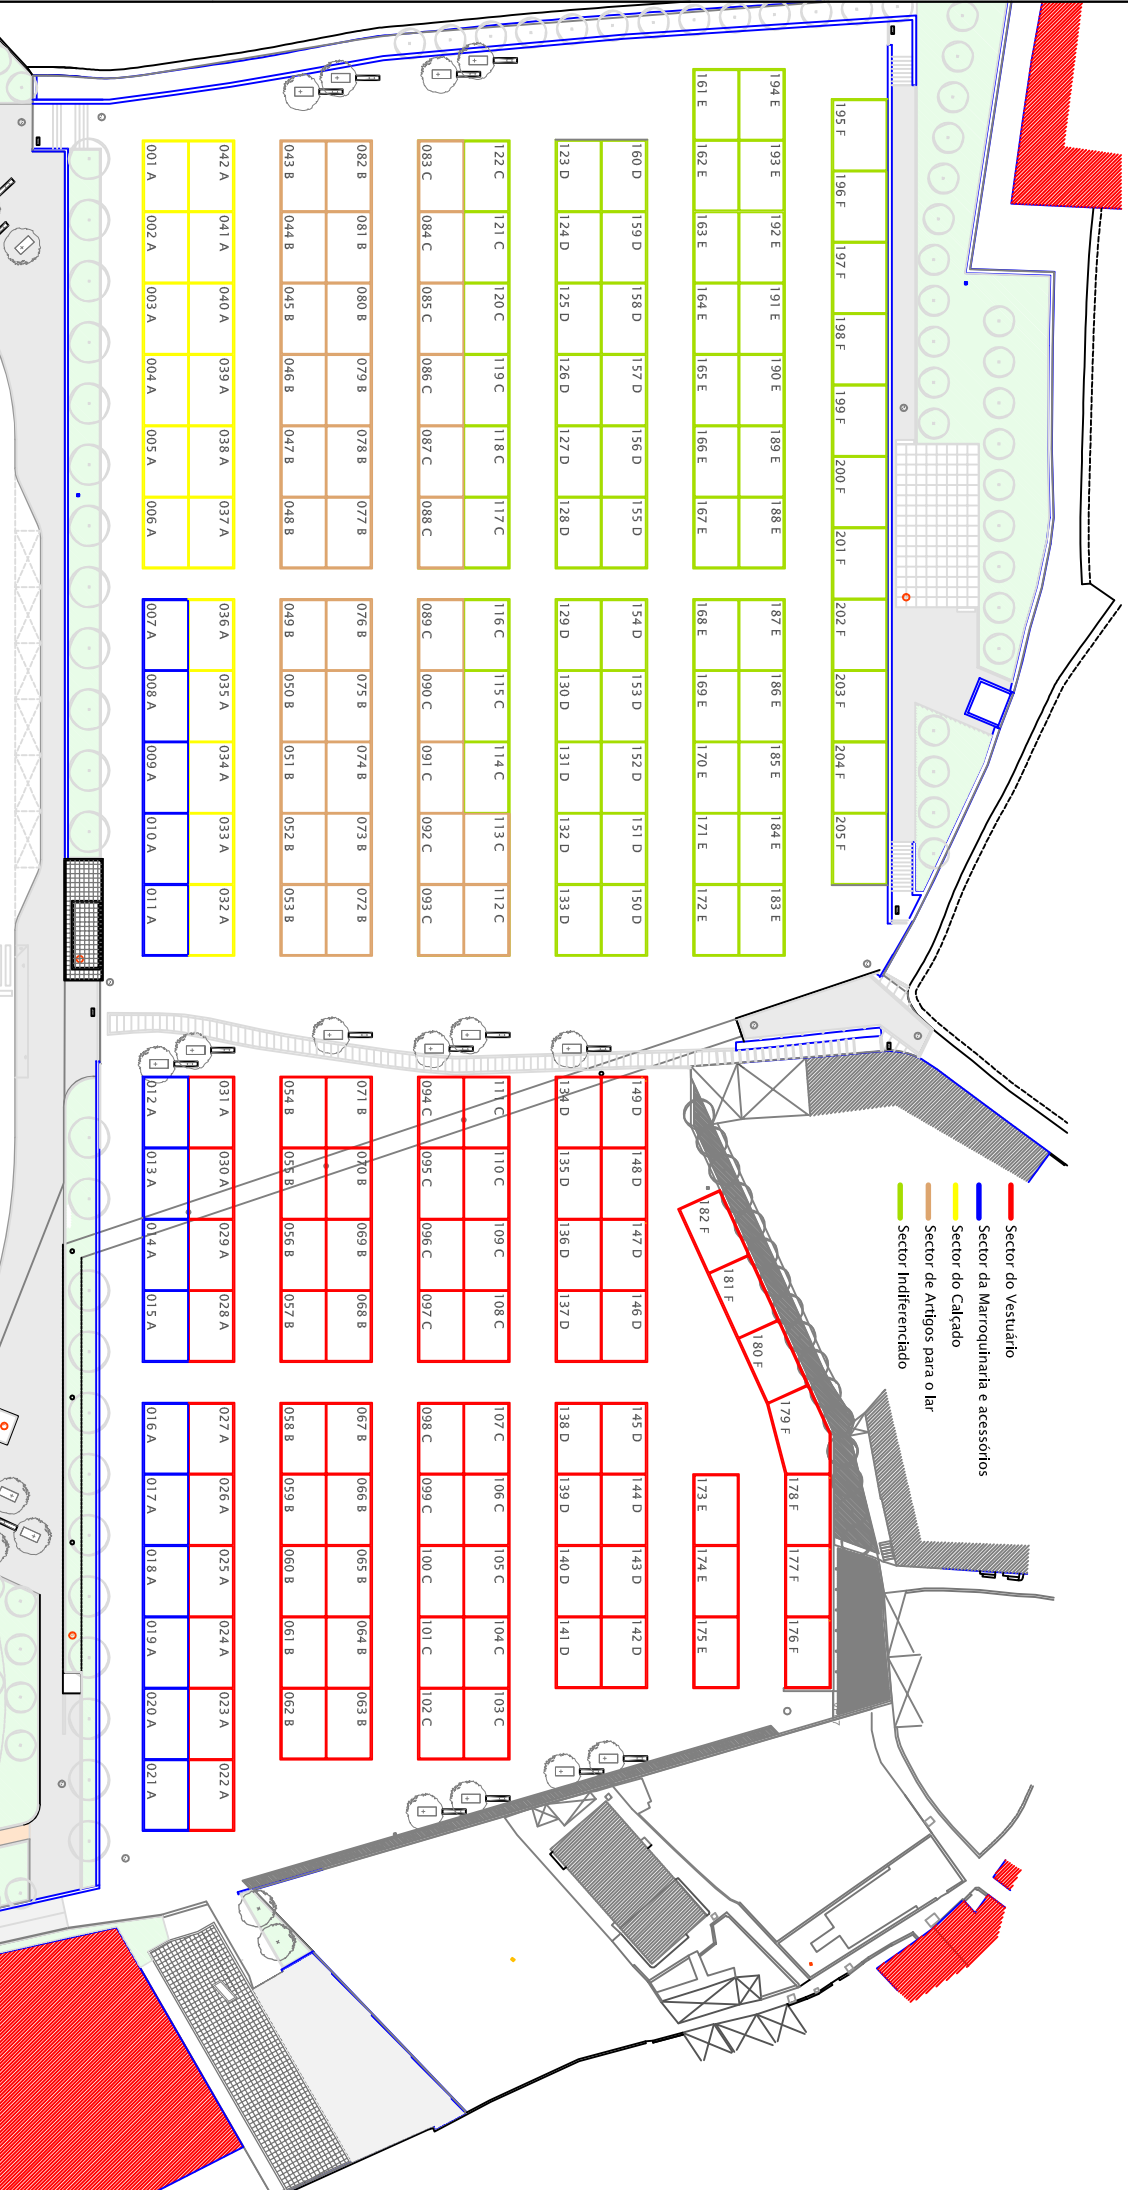 001 A
002 A
003 A
004 A
005 A
006 A
007 A
008 A
009 A
010 A
011 A
012 A
013 A
014 A
015 A
016 A
017 A
018 A
019 A
020 A
021 A
022 A
023 A
024 A
025 A
026 A
027 A
028 A
029 A
030 A
031 A
032 A
033 A
034 A
035 A
036 A
037 A
038 A
039 A
040 A
041 A
042 A
043 B
044 B
045 B
046 B
047 B
048 B
049 B
050 B
051 B
052 B
053 B
054 B
055 B
056 B
057 B
058 B
059 B
060 B
061 B
062 B
063 B
064 B
065 B
066 B
067 B
068 B
069 B
070 B
071 B
072 B
073 B
074 B
075 B
076 B
077 B
078 B
079 B
080 B
081 B
082 B
083 C
084 C
085 C
086 C
087 C
088 C
089 C
090 C
091 C
092 C
093 C
094 C
095 C
096 C
097 C
098 C
099 C
100 C
101 C
102 C
103 C
104 C
105 C
106 C
107 C
108 C
109 C
110 C
111 C
112 C
113 C
114 C
115 C
116 C
117 C
118 C
119 C
120 C
121 C
122 C
123 D
124 D
125 D
126 D
127 D
128 D
129 D
130 D
131 D
132 D
133 D
134 D
135 D
136 D
137 D
138 D
139 D
140 D
141 D
142 D
143 D
144 D
145 D
146 D
147 D
148 D
149 D
150 D
151 D
152 D
153 D
154 D
155 D
156 D
157 D
158 D
159 D
160 D
161 E
162 E
163 E
164 E
165 E
166 E
167 E
168 E
169 E
170 E
171 E
172 E
173 E
174 E
175 E
176 F
177 F
178 F
179 F
180 F
181 F
182 F
183 E
184 E
185 E
186 E
187 E
188 E
189 E
190 E
191 E
192 E
193 E
194 E
195 F
196 F
197 F
198 F
199 F
200 F
201 F
202 F
203 F
204 F
205 F
Sector do Vestuário
Sector da Marroquinaria e acessórios
Sector do Calçado
Sector de Artigos para o lar
Sector Indiferenciado